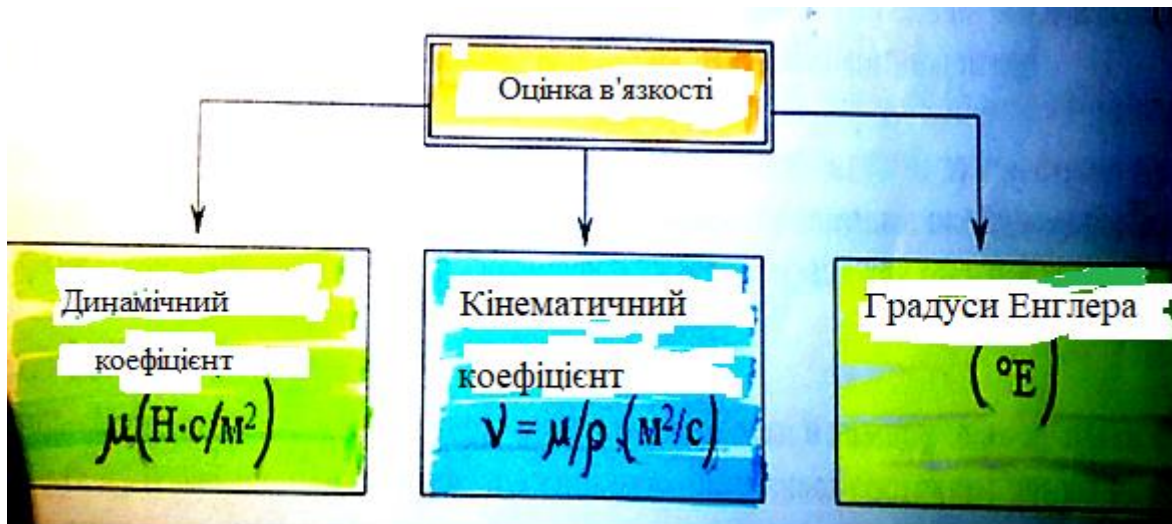 Оцінка в'язкості
Динамічний
коефіцієнт
μ(Н·с/м²)
Кінематичний
коефіцієнт
ν = μ/ρ,(м²/с)
Градуси Енглера
(°Е)